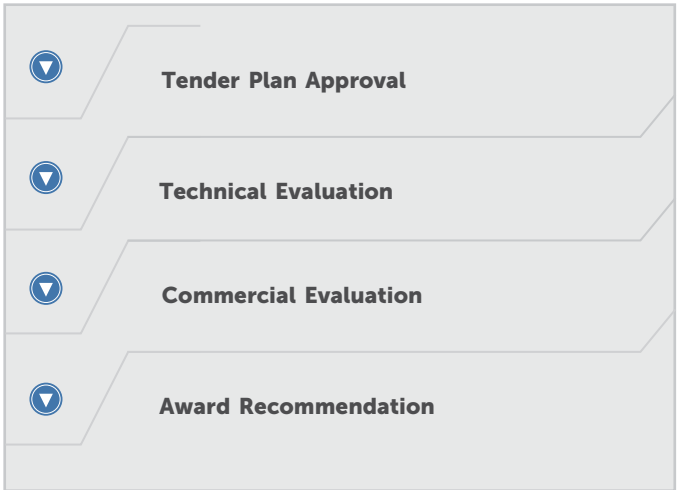 Tender Plan Approval
Technical Evaluation
Commercial Evaluation
Award Recommendation